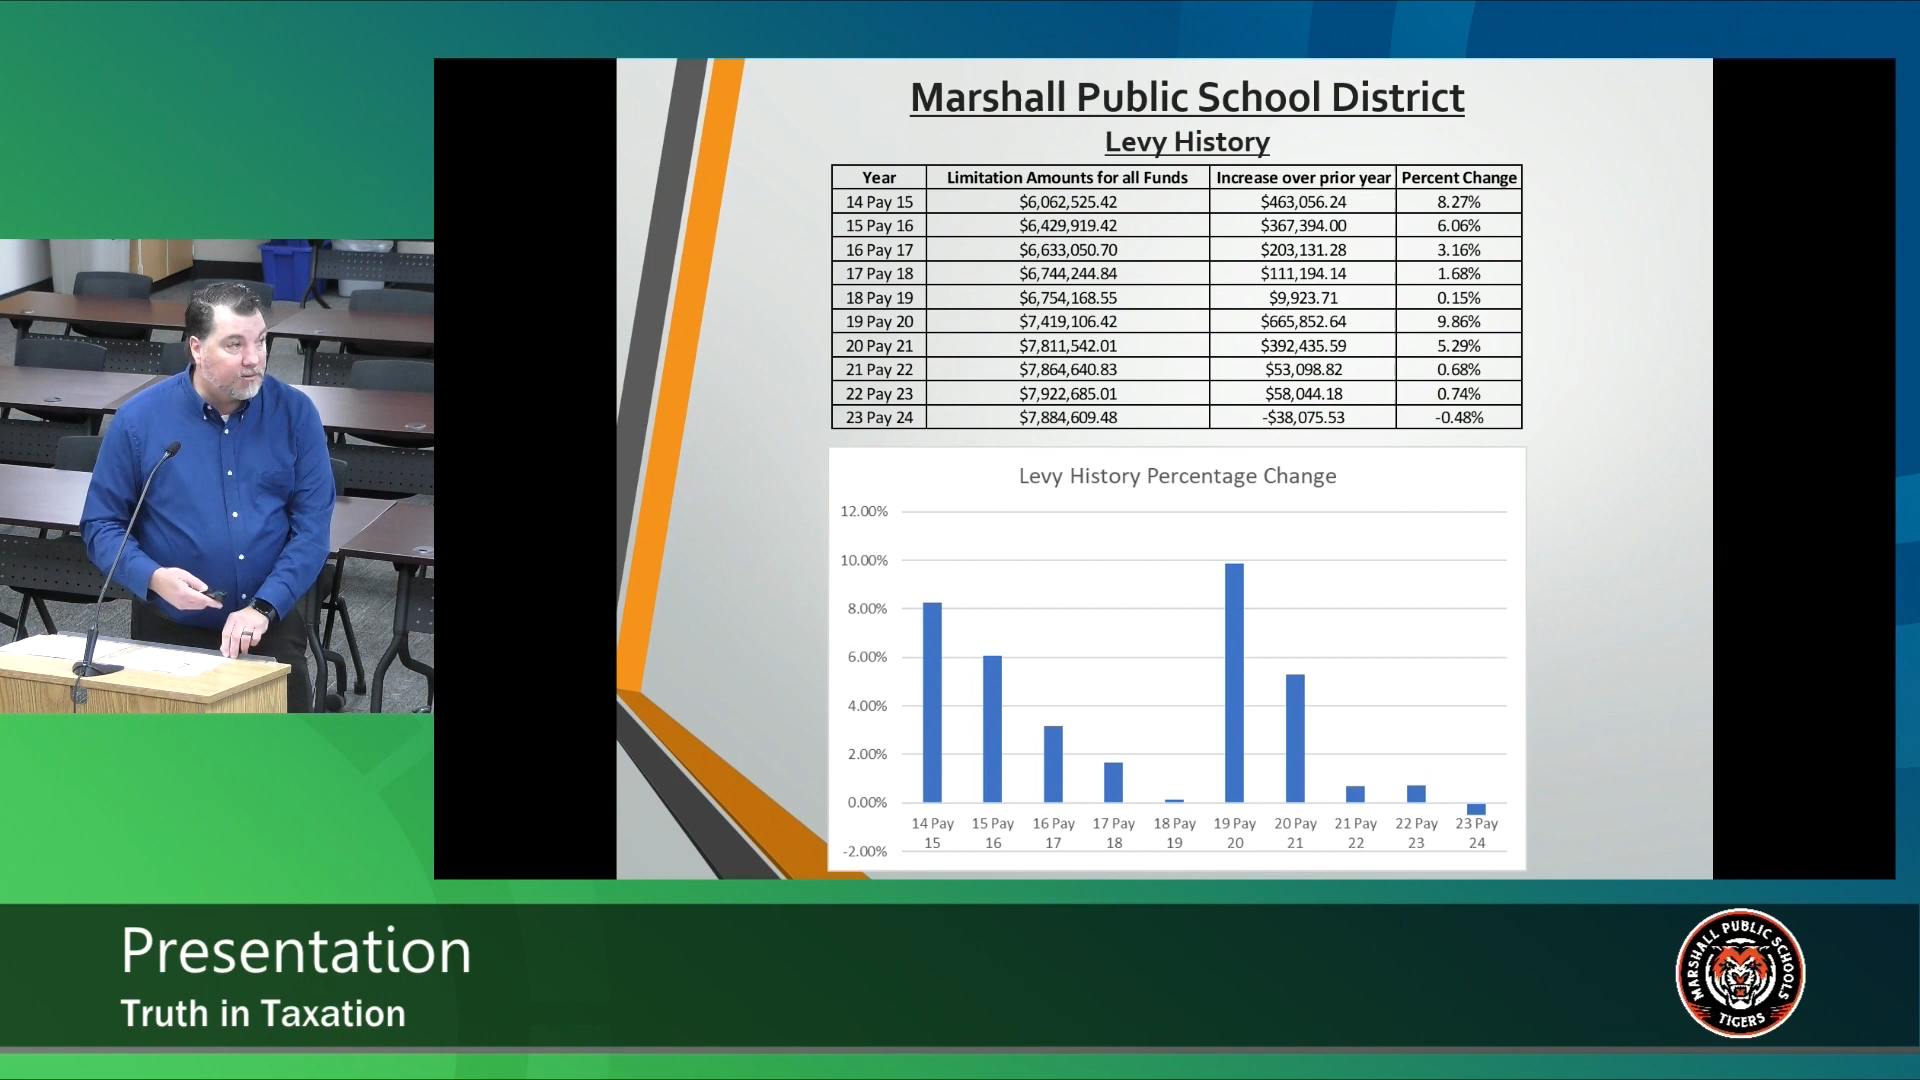 Marshall Public School District
Levy History
Year Limitation Amounts for all Funds Increase over prior year Percent Change
14 Pay 15 $6,062,525.42 $463,056.24 8.27%
15 Pay 16 $6,429,919.42 $367,394.00 6.06%
16 Pay 17 $6,633,050.70 $203,131.28 3.16%
17 Pay 18 $6,744,244.84 $111,194.14 1.68%
18 Pay 19 $6,754,168.55 $9,923.71 0.15%
19 Pay 20 $7,419,106.42 $665,852.64 9.86%
20 Pay 21 $7,811,542.01 $392,435.59 5.29%
21 Pay 22 $7,864,640.83 $53,098.82 0.68%
22 Pay 23 $7,922,685.01 $58,044.18 0.74%
23 Pay 24 $7,884,609.48 -$38,075.53 -0.48%
Levy History Percentage Change
12.00%
10.00%
8.00%
6.00%
4.00%
2.00%
0.00%
-2.00%
14 Pay 15 Pay 16 Pay 17 Pay 18 Pay 19 Pay 20 Pay 21 Pay 22 Pay 23 Pay
15 16 17 18 19 20 21 22 23 24
Presentation
Truth in Taxation
MARSHALL PUBLIC SCHOOLS
TIGERS